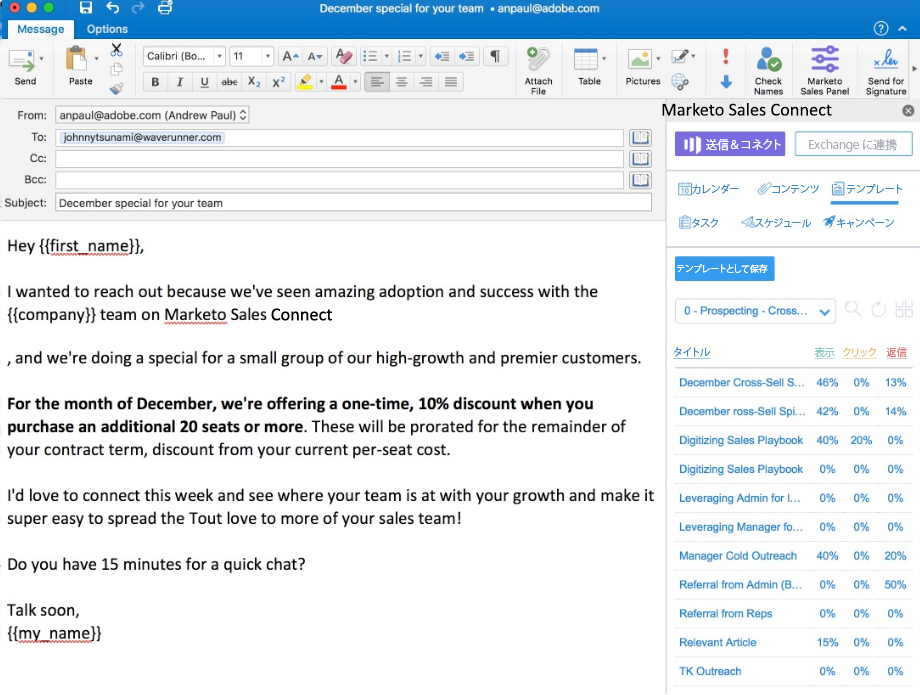 December special for your team • anpaul@adobe.com
Message Options
Calibri (Bo... 11 A A A
B I U abc X₂ X² A
Send Paste Attach File Table Pictures Check Names Marketo Sales Panel Send for Signature
From: anpaul@adobe.com (Andrew Paul)
To: johnnytsunami@waverunner.com
Cc:
Bcc:
Subject: December special for your team
Hey {{first_name}},
I wanted to reach out because we've seen amazing adoption and success with the
{{company}} team on Marketo Sales Connect
, and we're doing a special for a small group of our high-growth and premier customers.
For the month of December, we're offering a one-time, 10% discount when you
purchase an additional 20 seats or more. These will be prorated for the remainder of
your contract term, discount from your current per-seat cost.
I'd love to connect this week and see where your team is at with your growth and make it
super easy to spread the Tout love to more of your sales team!
Do you have 15 minutes for a quick chat?
Talk soon,
{{my_name}}
Marketo Sales Connect
送信＆コネクト Exchange に連携
カレンダー コンテンツ テンプレート
タスク スケジュール キャンペーン
テンプレートとして保存
0 - Prospecting - Cross...
タイトル 表示 クリック 返信
December Cross-Sell S... 46% 0% 13%
December ross-Sell Spi... 42% 0% 14%
Digitizing Sales Playbook 40% 20% 0%
Digitizing Sales Playbook 0% 0% 0%
Leveraging Admin for I... 0% 0% 0%
Leveraging Manager fo... 0% 0% 0%
Manager Cold Outreach 40% 0% 20%
Referral from Admin (B... 0% 0% 50%
Referral from Reps 0% 0% 0%
Relevant Article 15% 0% 0%
TK Outreach 0% 0% 0%